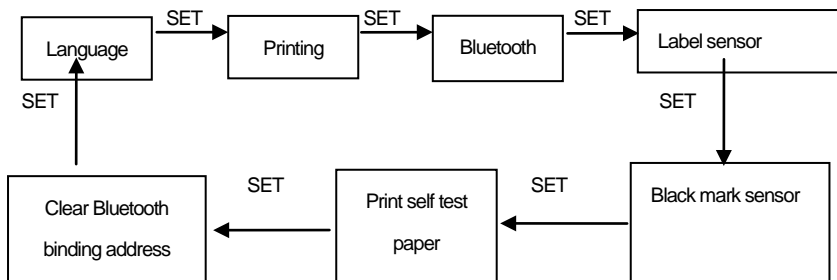 SET
SET
SET
Language
Printing
Bluetooth
Label sensor
SET
SET
SET
SET
Clear Bluetooth
binding address
Print self test
paper
Black mark sensor